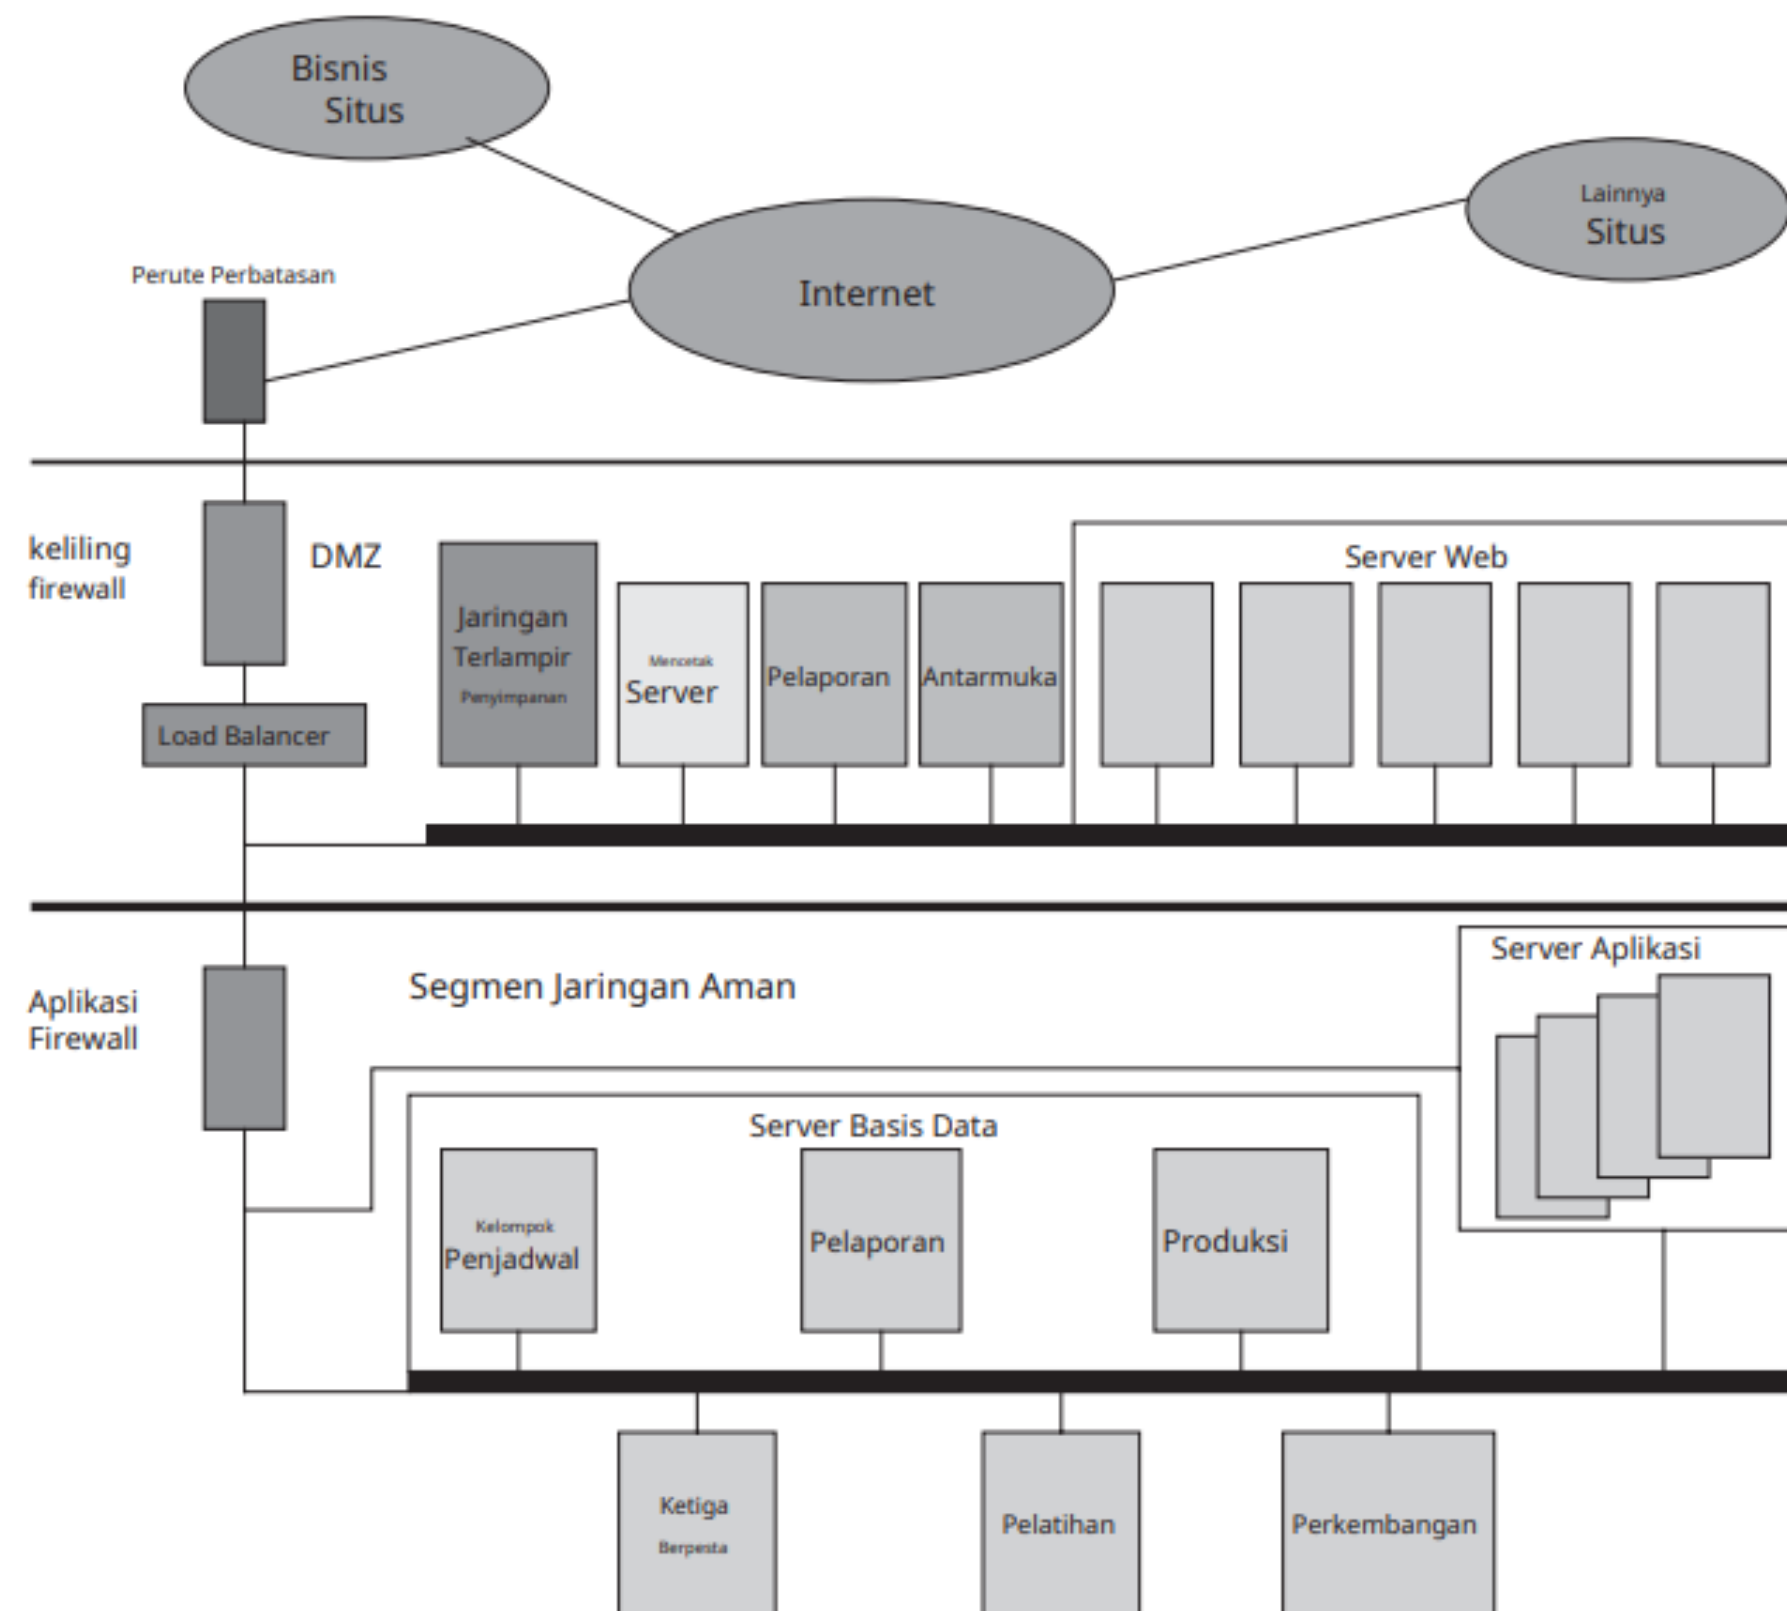 Bisnis
Situs
Lainnya
Situs
Perute Perbatasan
Internet
keliling
firewall
DMZ
Server Web
Jaringan
Terlampir
Penyimpanan
Mencetak
Server
Pelaporan
Antarmuka
Load Balancer
Server Aplikasi
Aplikasi
Firewall
Segmen Jaringan Aman
Server Basis Data
Kelompok
Penjadwal
Pelaporan
Produksi
Ketiga
Berpesta
Pelatihan
Perkembangan